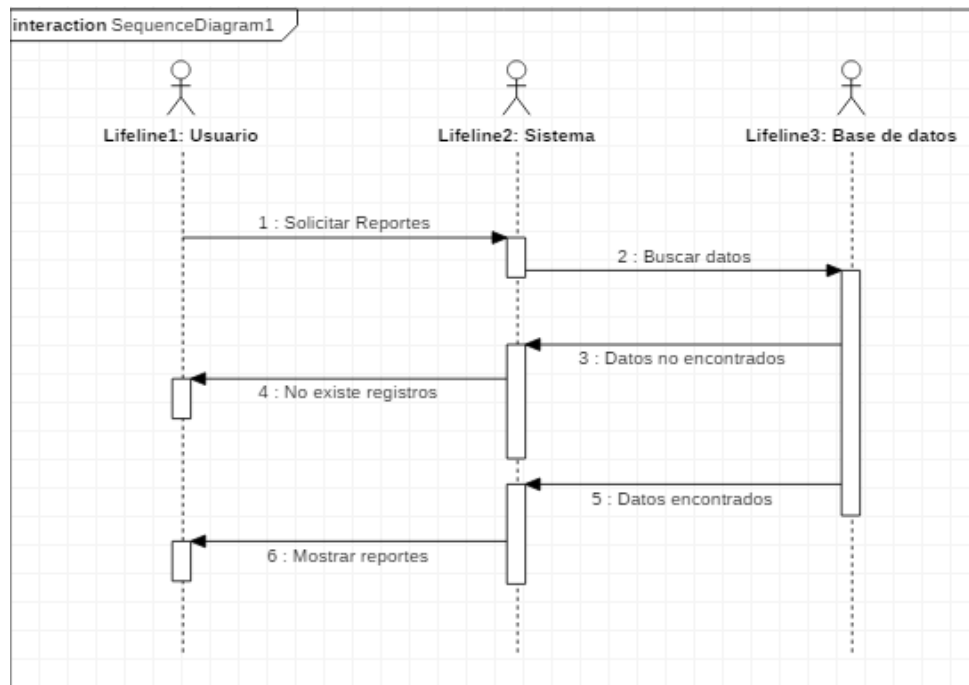 interaction SequenceDiagram1
Lifeline1: Usuario
Lifeline2: Sistema
Lifeline3: Base de datos
1 : Solicitar Reportes
2 : Buscar datos
3 : Datos no encontrados
4 : No existe registros
5 : Datos encontrados
6 : Mostrar reportes